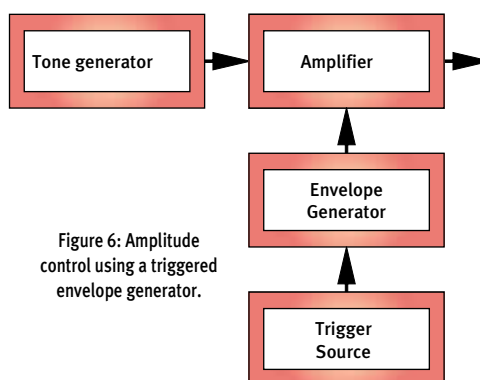 Tone generator
Amplifier
Envelope
Generator
Figure 6: Amplitude
control using a triggered
envelope generator.
Trigger
Source